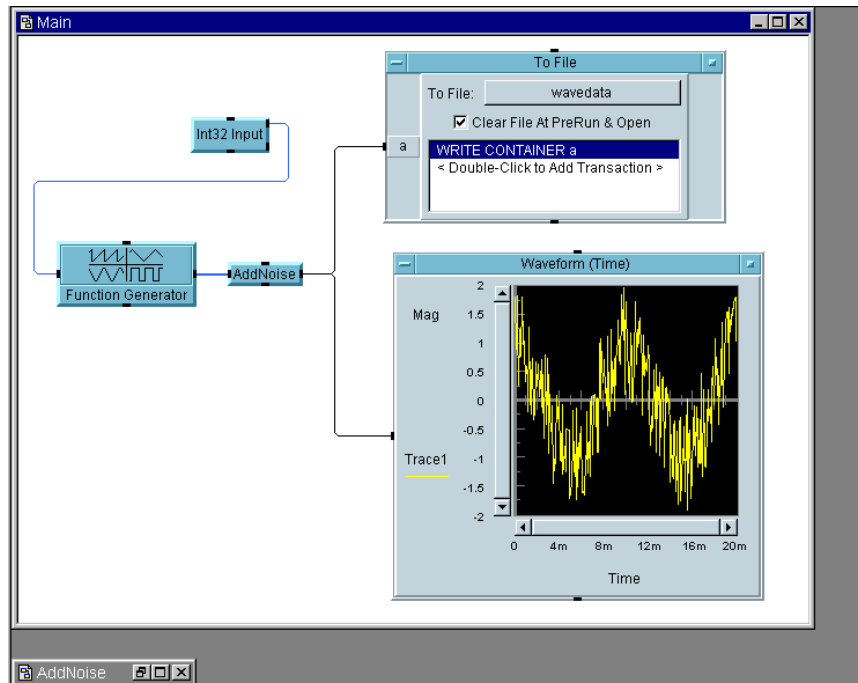 Main
To File
To File: wavedata
Clear File At PreRun & Open
a
WRITE CONTAINER a
< Double-Click to Add Transaction >
Int32 Input
Function Generator
AddNoise
Waveform (Time)
Mag
Trace1
2
1.5
1
0.5
0
-0.5
-1
-1.5
-2
0 4m 8m 12m 16m 20m
Time
AddNoise